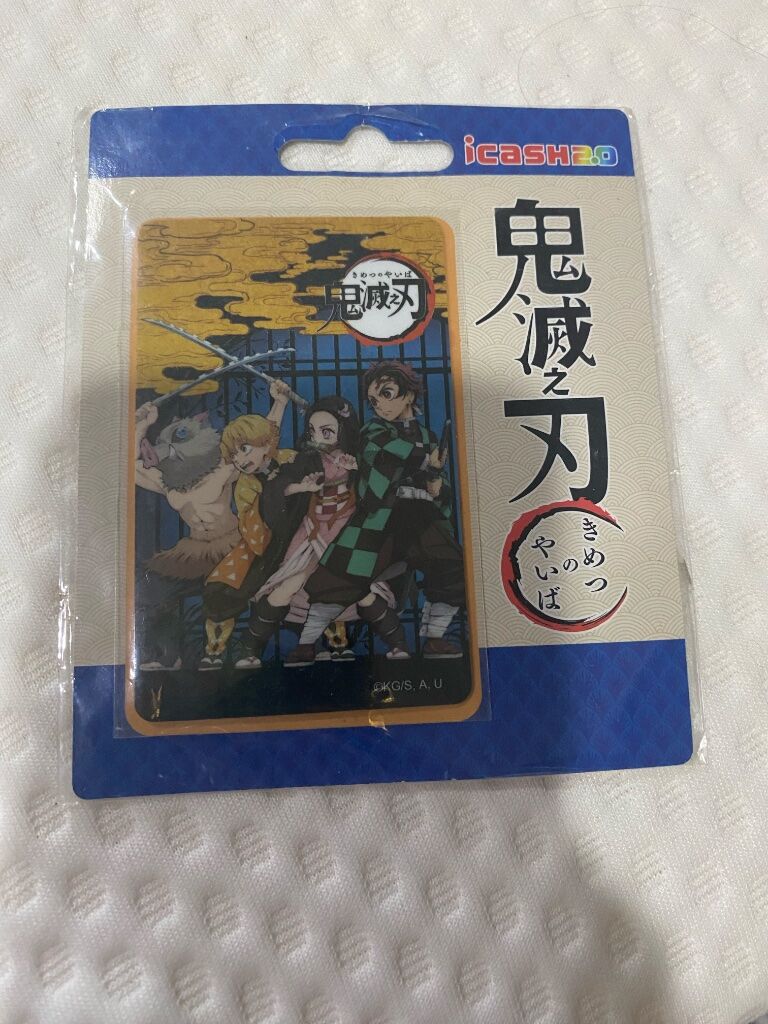 icash2.0
鬼滅之刃
きめつ
の
やいば
きめつのやいば
鬼滅之刃
©KG/S, A, U